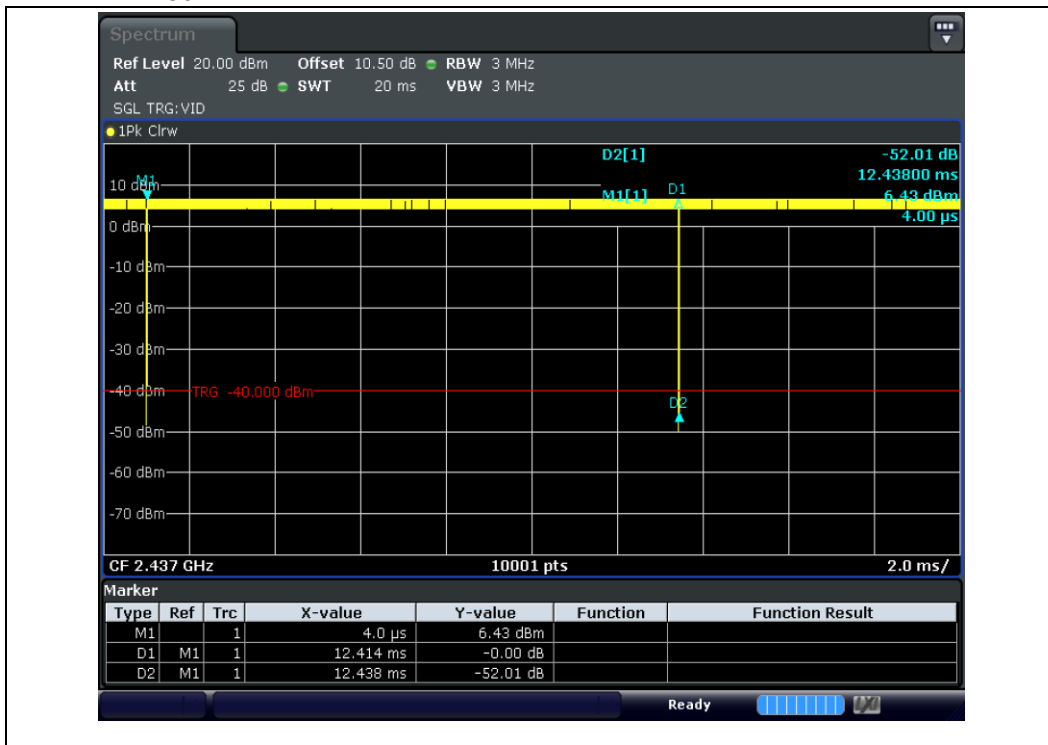 Spectrum
Ref Level 20.00 dBm Offset 10.50 dB RBW 3 MHz
Att 25 dB SWT 20 ms VBW 3 MHz
SGL TRG:VID
1Pk Clrw
D2[1] -52.01 dB
12.43800 ms
M1[1] 6.43 dBm
4.00 µs
M1
D1
10 dBm
0 dBm
-10 dBm
-20 dBm
-30 dBm
-40 dBm TRG -40.000 dBm
D2
-50 dBm
-60 dBm
-70 dBm
CF 2.437 GHz 10001 pts 2.0 ms/
Marker
Type Ref Trc X-value Y-value Function Function Result
M1 1 4.0 µs 6.43 dBm
D1 M1 1 12.414 ms -0.00 dB
D2 M1 1 12.438 ms -52.01 dB
Ready